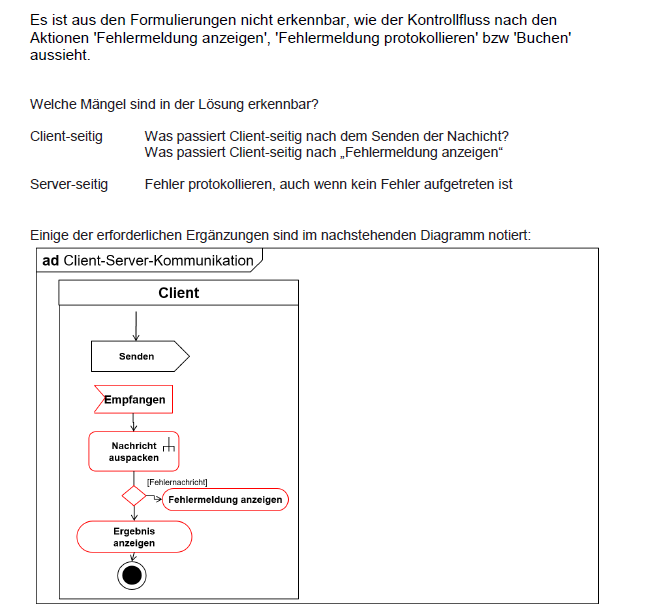 Es ist aus den Formulierungen nicht erkennbar, wie der Kontrollfluss nach den
Aktionen 'Fehlermeldung anzeigen', 'Fehlermeldung protokollieren' bzw 'Buchen'
aussieht.
Welche Mängel sind in der Lösung erkennbar?
Client-seitig Was passiert Client-seitig nach dem Senden der Nachicht?
Was passiert Client-seitig nach „Fehlermeldung anzeigen“
Server-seitig Fehler protokollieren, auch wenn kein Fehler aufgetreten ist
Einige der erforderlichen Ergänzungen sind im nachstehenden Diagramm notiert:
ad Client-Server-Kommunikation
Client
Senden
Empfangen
Nachricht
auspacken
[Fehlernachricht]
Fehlermeldung anzeigen
Ergebnis
anzeigen